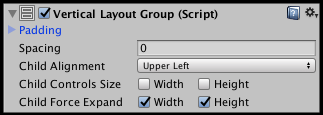 Vertical Layout Group (Script)
Padding
Spacing 0
Child Alignment Upper Left
Child Controls Size Width Height
Child Force Expand Width Height